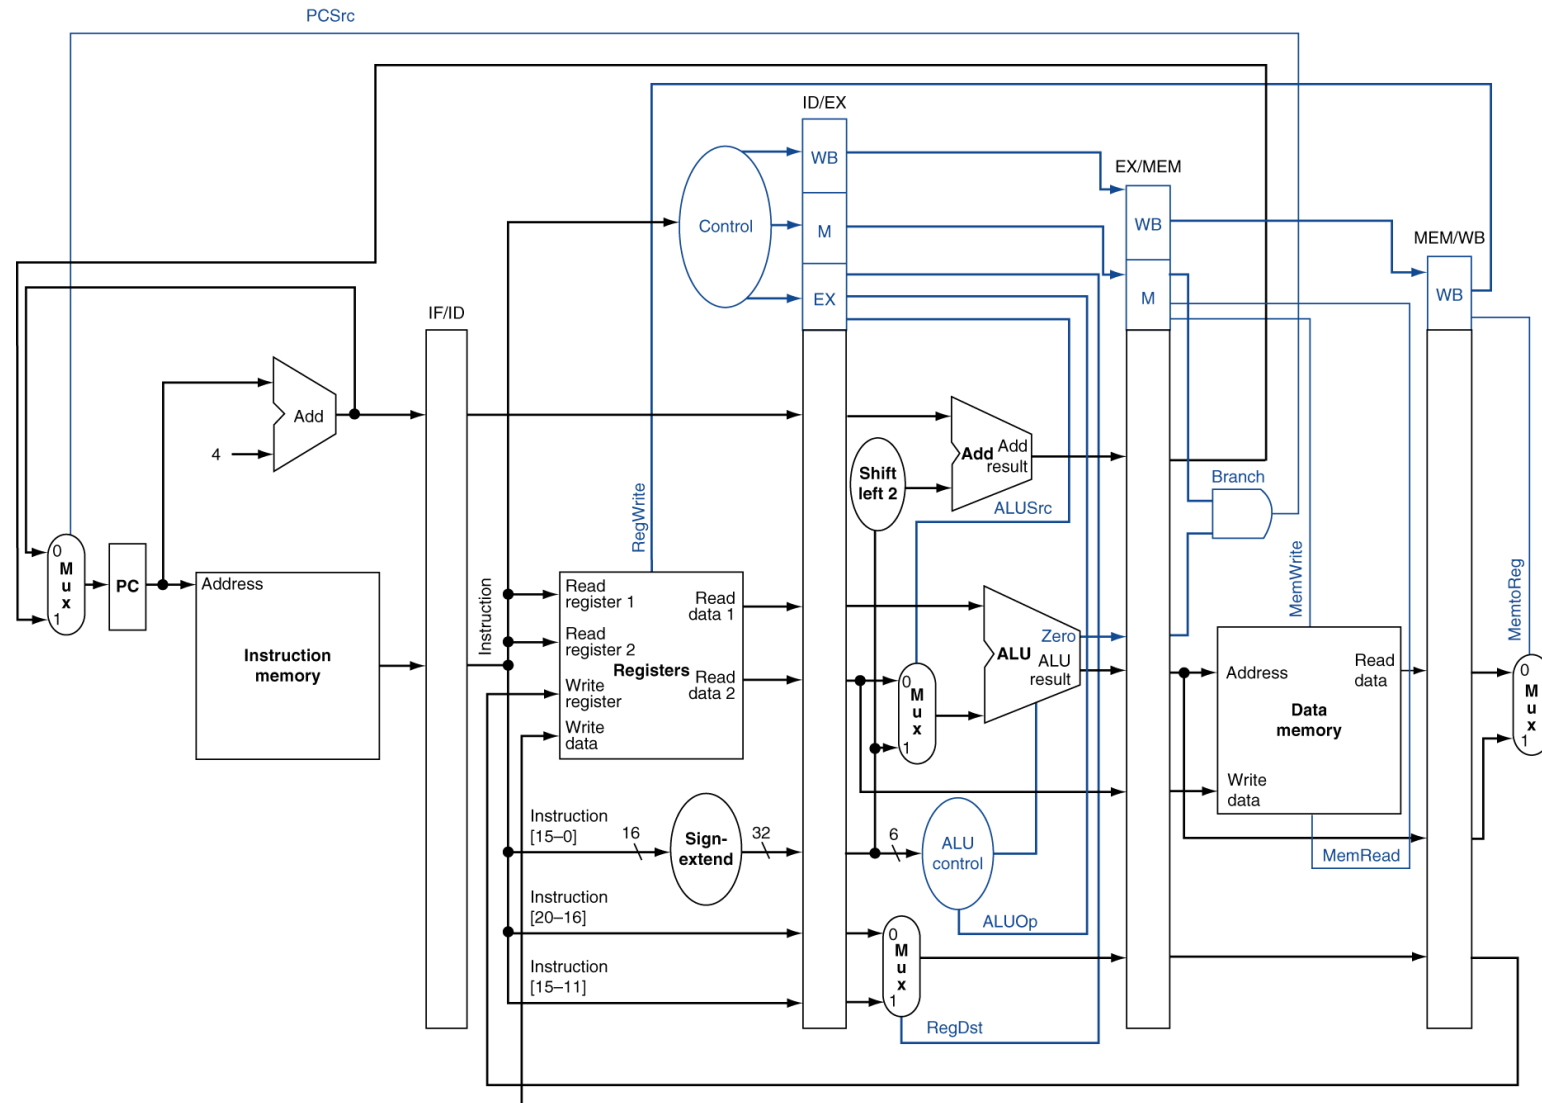 PCSrc
ID/EX
WB
EX/MEM
Control
M
WB
MEM/WB
EX
M
WB
IF/ID
Add
4
Add Add
result
Shift
left 2
Branch
ALUSrc
RegWrite
MemWrite
MemtoReg
0
M
u
x
1
PC
Address
Instruction
memory
Instruction
Read
register 1
Read
register 2
Write
register
Write
data
Registers
Read
data 1
Read
data 2
0
M
u
x
1
Zero
ALU
ALU
result
Address
Read
data
Data
memory
Write
data
0
M
u
x
1
Instruction
[15–0]
16
Sign-
extend
32
6
ALU
control
MemRead
Instruction
[20–16]
ALUOp
0
M
u
x
1
Instruction
[15–11]
RegDst